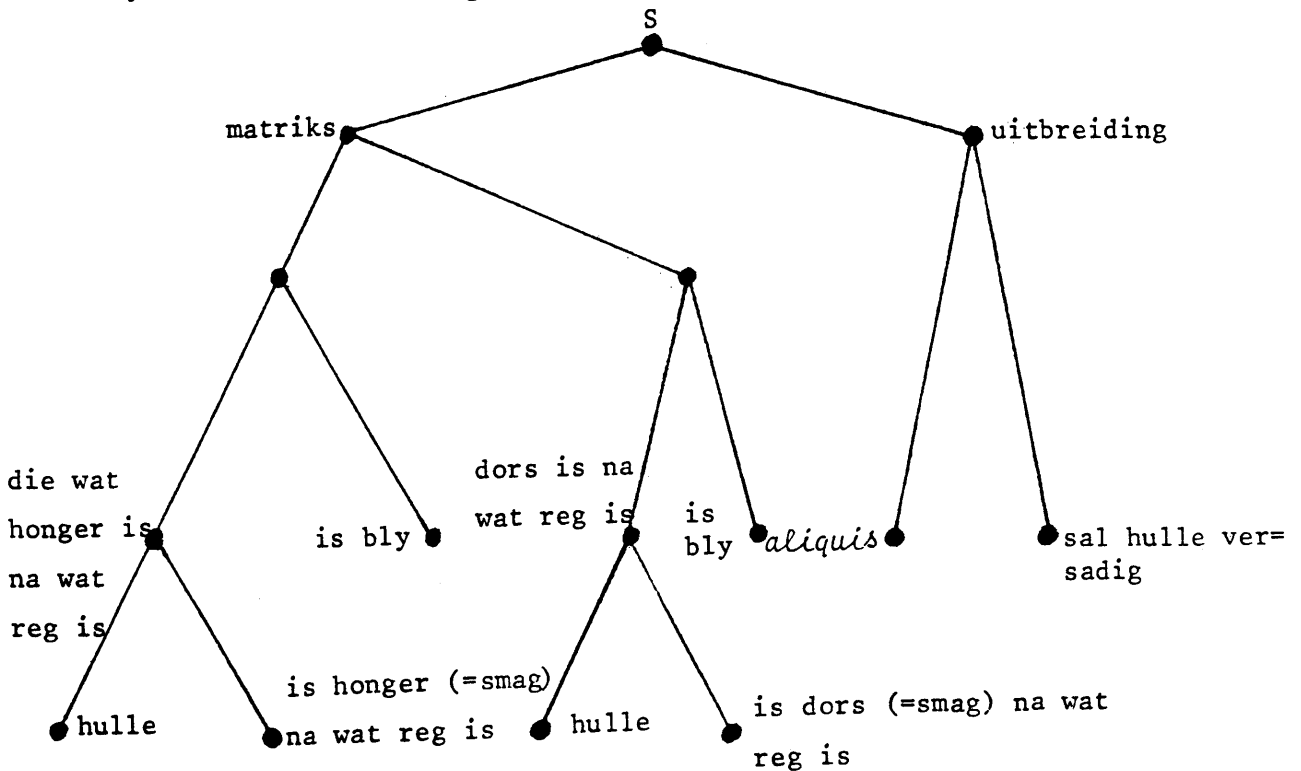 S
matriks
uitbreiding
die wat
honger is
na wat
reg is
is bly
dors is na
wat reg is
is
bly
aliquis
sal hulle ver=
sadig
hulle
is honger (=smag)
na wat reg is
hulle
is dors (=smag) na wat
reg is